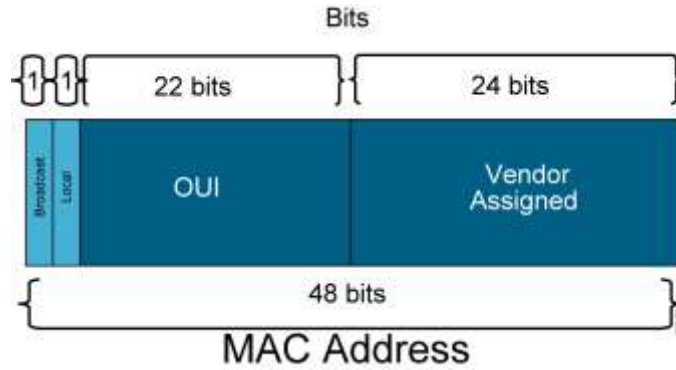 Bits
1
1
22 bits
24 bits
Broadcast
Local
OUI
Vendor
Assigned
48 bits
MAC Address